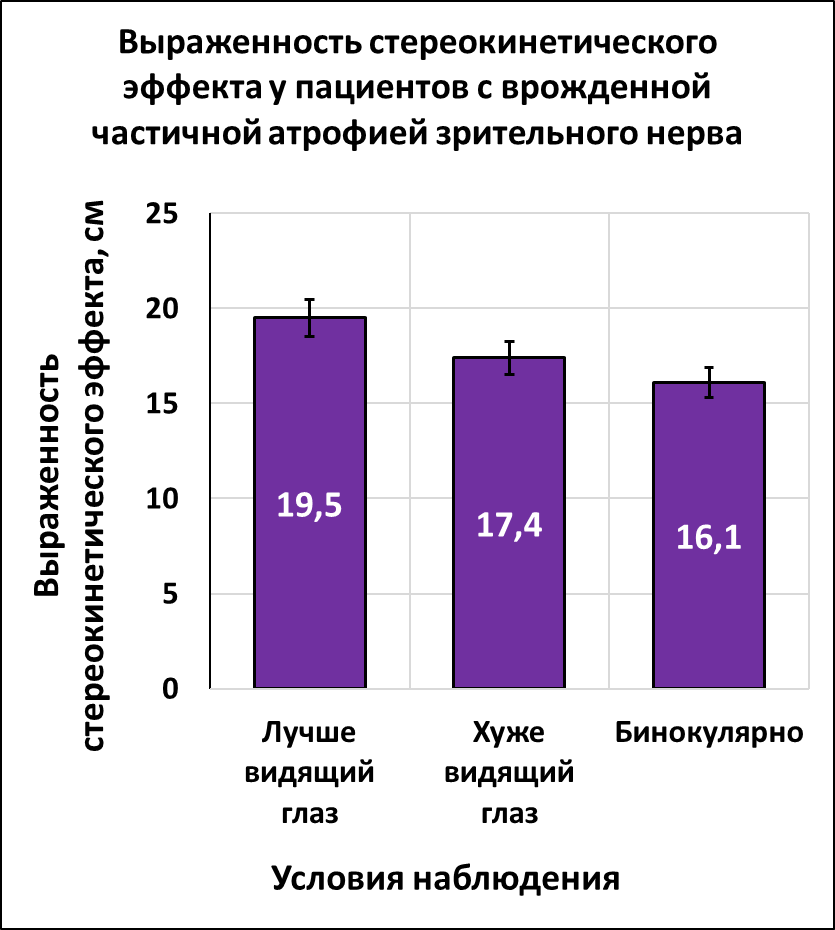 Выраженность стереокинетического
эффекта у пациентов с врожденной
частичной атрофией зрительного нерва
Выраженность
стереокинетического эффекта, см
25
20
15
10
5
0
19,5
17,4
16,1
Лучше
видящий
глаз
Хуже
видящий
глаз
Бинокулярно
Условия наблюдения